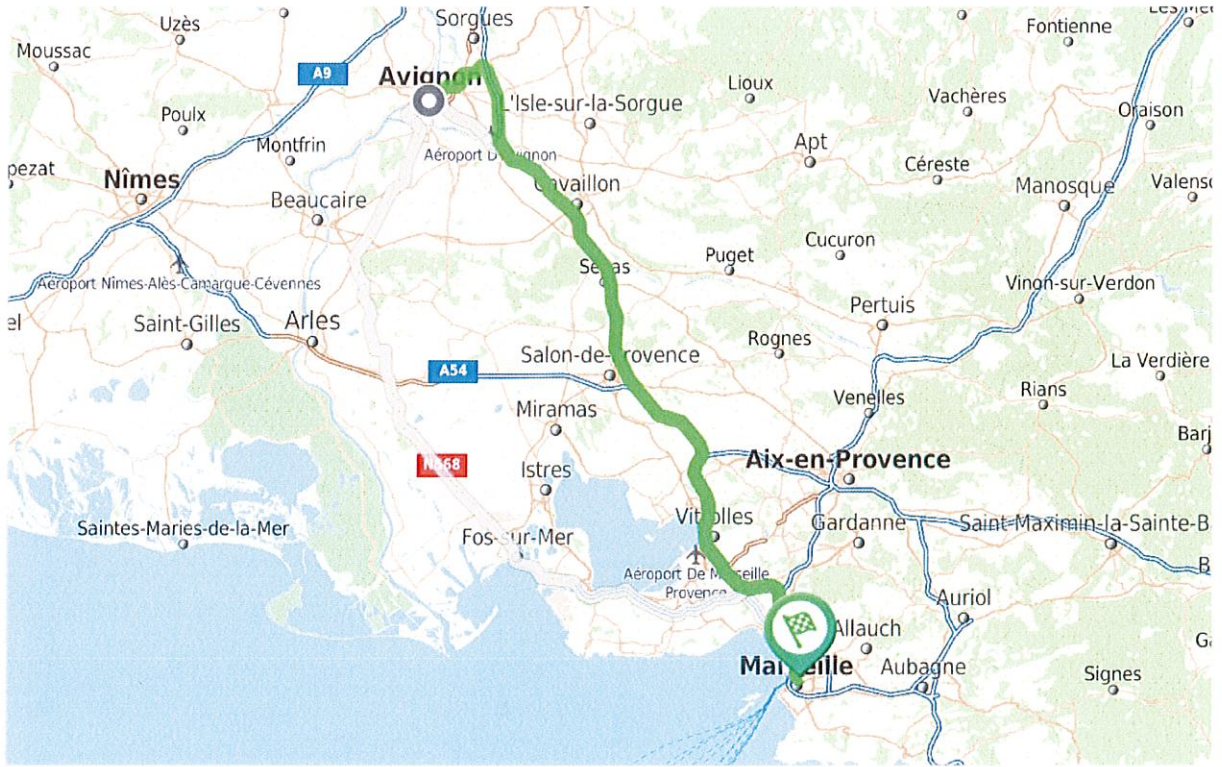 Sorgues
Uzès
Fontienne
Moussac
A9
Avignon
Lioux
Vachères
L'Isle-sur-la-Sorgue
Oraison
Poulx
Montfrin
Aéroport D'Avignon
Apt
Céreste
pezat
Nîmes
Cavaillon
Manosque
Beaucaire
Puget
Cucuron
Sénas
Aéroport Nîmes-Alès-Camargue-Cévennes
Vinon-sur-Verdon
el
Saint-Gilles
Arles
Pertuis
Rognes
Salon-de-Provence
La Verdière
A54
Rians
Miramas
Venelles
Barj
N568
Istres
Aix-en-Provence
Saintes-Maries-de-la-Mer
Vitrolles
Gardanne
Saint-Maximin-la-Sainte-B
Fos-sur-Mer
Aéroport De Marseille
Provence
B
Auriol
Allauch
Marseille
Aubagne
Signes